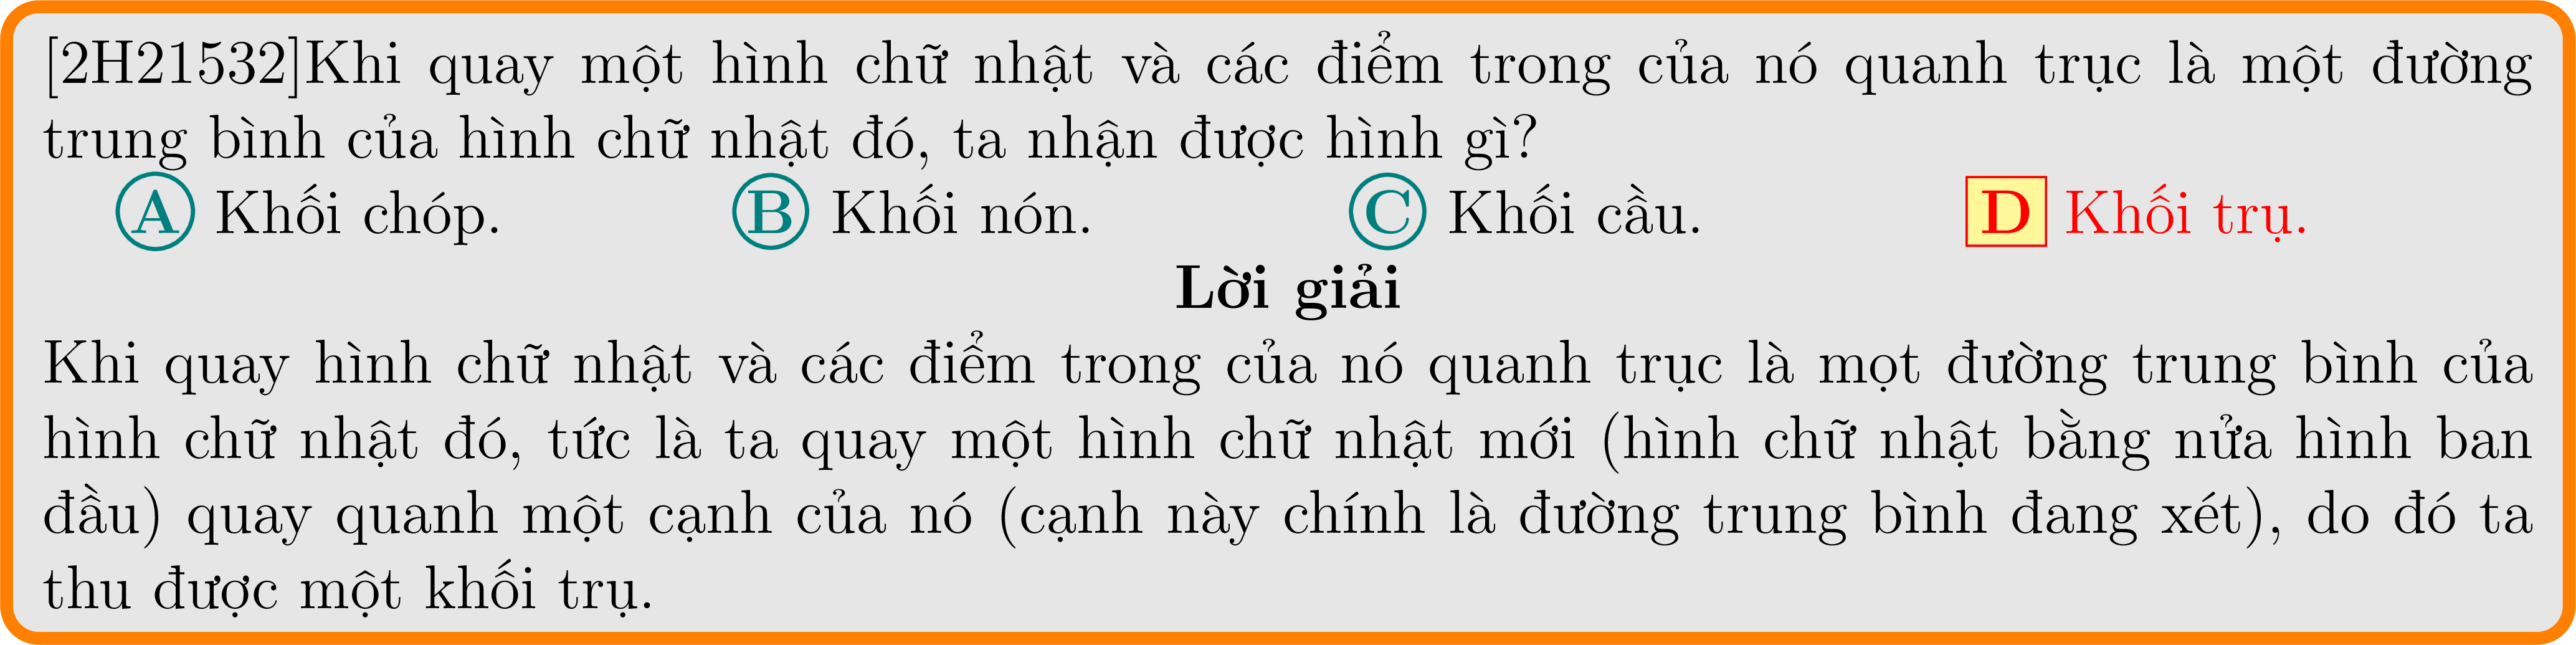 [2H21532]Khi quay một hình chữ nhật và các điểm trong của nó quanh trục là một đường
trung bình của hình chữ nhật đó, ta nhận được hình gì?
A Khối chóp. B Khối nón. C Khối cầu. D Khối trụ.
Lời giải
Khi quay hình chữ nhật và các điểm trong của nó quanh trục là mọt đường trung bình của
hình chữ nhật đó, tức là ta quay một hình chữ nhật mới (hình chữ nhật bằng nửa hình ban
đầu) quay quanh một cạnh của nó (cạnh này chính là đường trung bình đang xét), do đó ta
thu được một khối trụ.